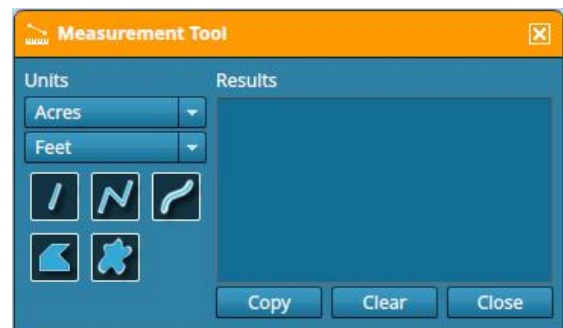 Measurement Tool
Units
Results
Acres
Feet
Copy
Clear
Close